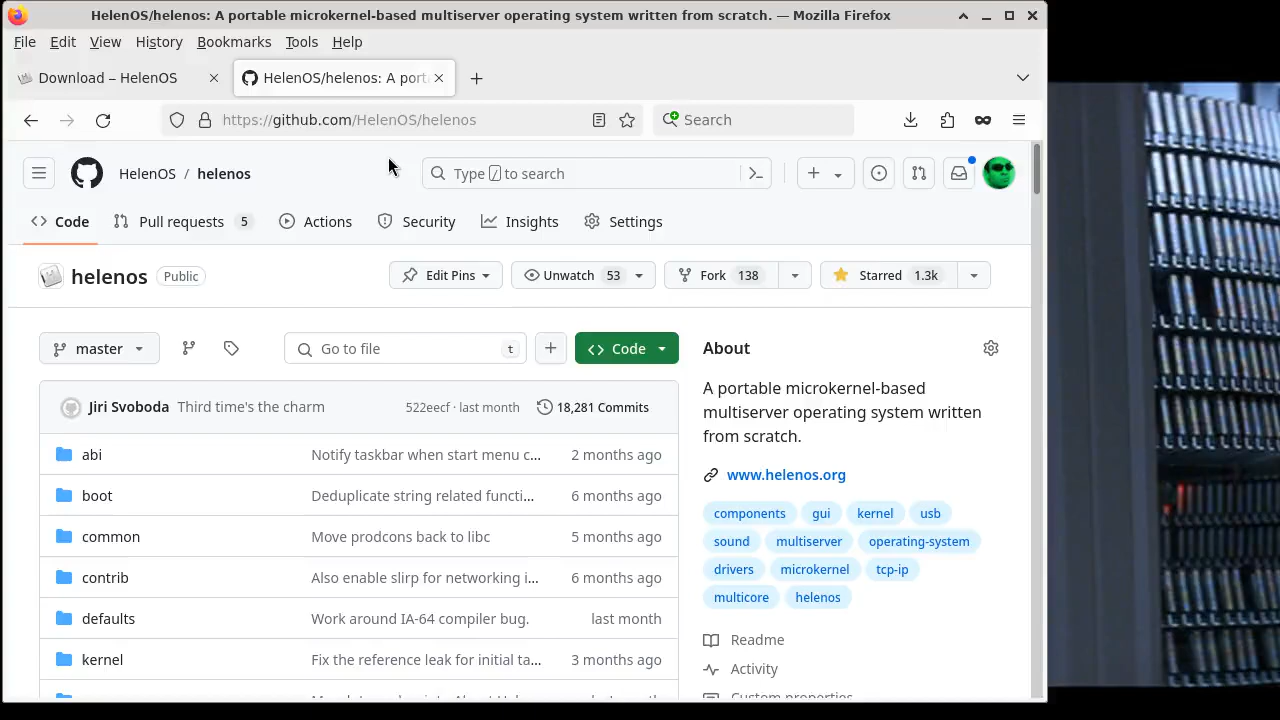 HelenOS/helenos: A portable microkernel-based multiserver operating system written from scratch. — Mozilla Firefox
File Edit View History Bookmarks Tools Help
Download – HelenOS
HelenOS/helenos: A port
https://github.com/HelenOS/helenos
Search
HelenOS / helenos
Type / to search
Code
Pull requests 5
Actions
Security
Insights
Settings
helenos Public
Edit Pins
Unwatch 53
Fork 138
Starred 1.3k
master
Go to file t
Code
Jiri Svoboda Third time's the charm 522eecf · last month 18,281 Commits
abi Notify taskbar when start menu c... 2 months ago
boot Deduplicate string related functi... 6 months ago
common Move prodcons back to libc 5 months ago
contrib Also enable slirp for networking i... 6 months ago
defaults Work around IA-64 compiler bug. last month
kernel Fix the reference leak for initial ta... 3 months ago
About
A portable microkernel-based
multiserver operating system written
from scratch.
www.helenos.org
components gui kernel usb
sound multiserver operating-system
drivers microkernel tcp-ip
multicore helenos
Readme
Activity
Custom properties